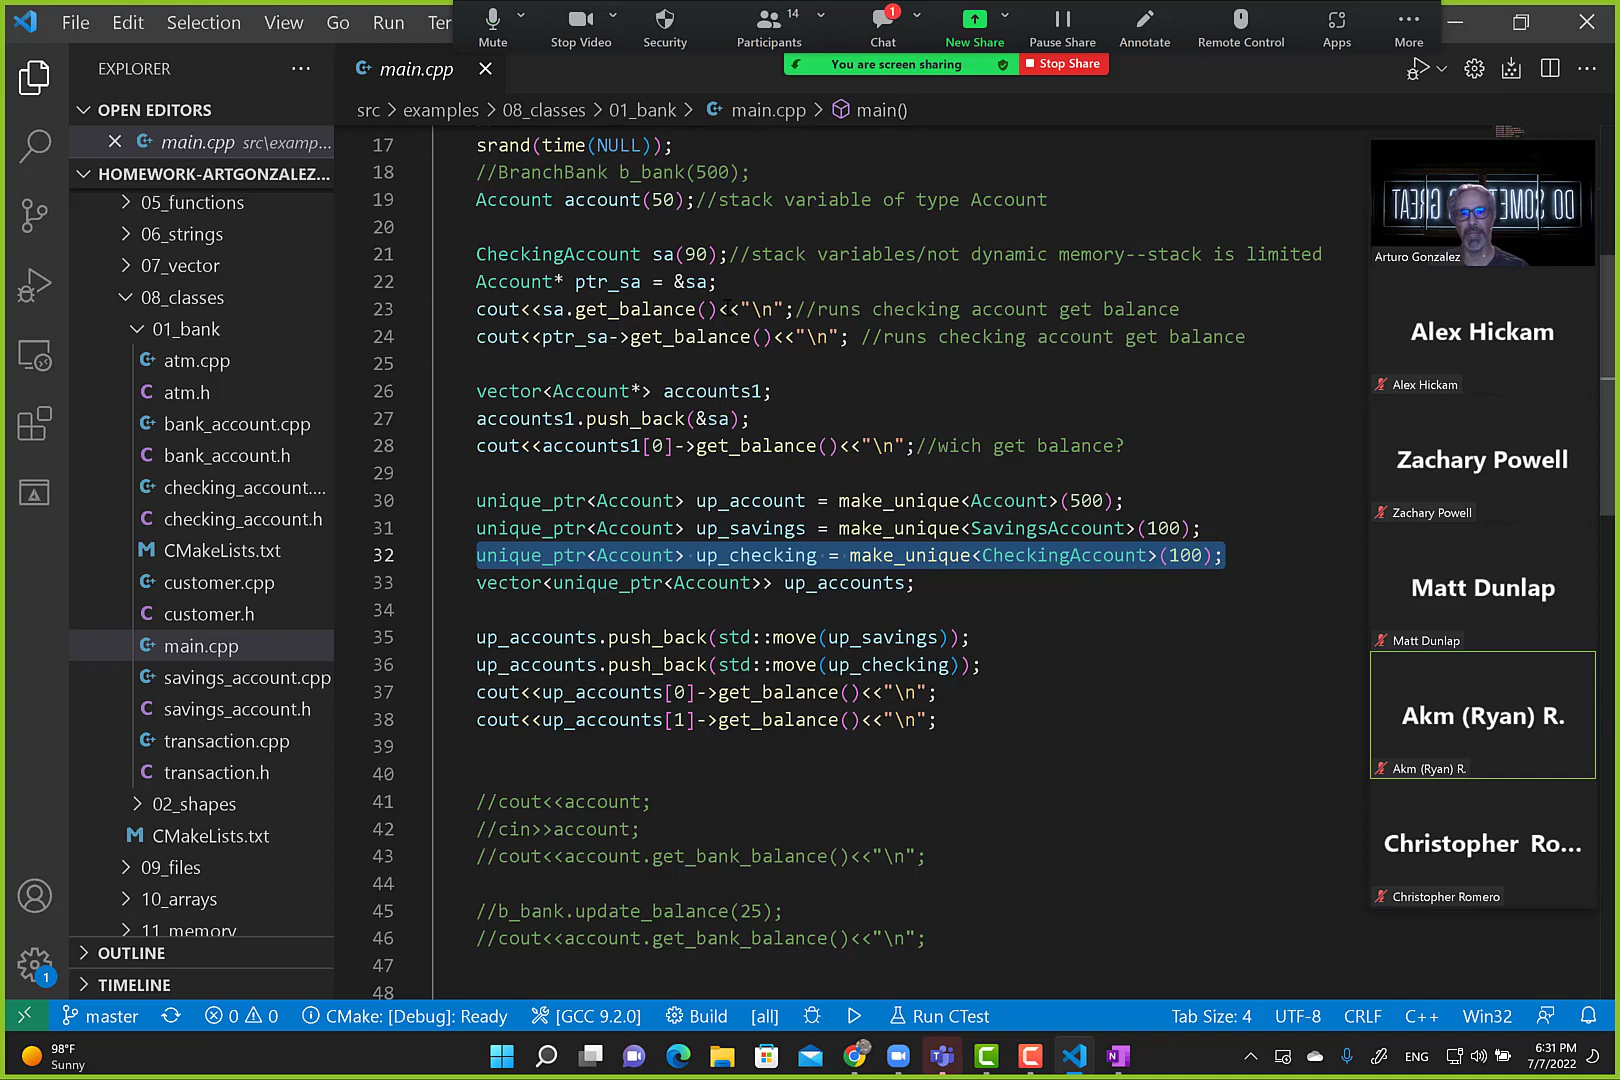 File Edit Selection View Go Run Ter
Mute
Stop Video
Security
14
Participants
1
Chat
New Share
Pause Share
Annotate
Remote Control
Apps
More
You are screen sharing
Stop Share
EXPLORER
main.cpp
OPEN EDITORS
main.cpp src\examp...
HOMEWORK-ARTGONZALEZ...
05_functions
06_strings
07_vector
08_classes
01_bank
atm.cpp
atm.h
bank_account.cpp
bank_account.h
checking_account....
checking_account.h
CMakeLists.txt
customer.cpp
customer.h
main.cpp
savings_account.cpp
savings_account.h
transaction.cpp
transaction.h
02_shapes
CMakeLists.txt
09_files
10_arrays
11_memory
OUTLINE
TIMELINE
src > examples > 08_classes > 01_bank > main.cpp > main()
17 srand(time(NULL));
18 //BranchBank b_bank(500);
19 Account account(50);//stack variable of type Account
20
21 CheckingAccount sa(90);//stack variables/not dynamic memory--stack is limited
22 Account* ptr_sa = &sa;
23 cout<<sa.get_balance()<<"\n";//runs checking account get balance
24 cout<<ptr_sa->get_balance()<<"\n"; //runs checking account get balance
25
26 vector<Account*> accounts1;
27 accounts1.push_back(&sa);
28 cout<<accounts1[0]->get_balance()<<"\n";//wich get balance?
29
30 unique_ptr<Account> up_account = make_unique<Account>(500);
31 unique_ptr<Account> up_savings = make_unique<SavingsAccount>(100);
32 unique_ptr<Account> up_checking = make_unique<CheckingAccount>(100);
33 vector<unique_ptr<Account>> up_accounts;
34
35 up_accounts.push_back(std::move(up_savings));
36 up_accounts.push_back(std::move(up_checking));
37 cout<<up_accounts[0]->get_balance()<<"\n";
38 cout<<up_accounts[1]->get_balance()<<"\n";
39
40
41 //cout<<account;
42 //cin>>account;
43 //cout<<account.get_bank_balance()<<"\n";
44
45 //b_bank.update_balance(25);
46 //cout<<account.get_bank_balance()<<"\n";
47
48
Arturo Gonzalez
Alex Hickam
Alex Hickam
Zachary Powell
Zachary Powell
Matt Dunlap
Matt Dunlap
Akm (Ryan) R.
Akm (Ryan) R.
Christopher Ro...
Christopher Romero
1
master 0 0 CMake: [Debug]: Ready [GCC 9.2.0] Build [all] Run CTest Tab Size: 4 UTF-8 CRLF C++ Win32
98°F
Sunny
ENG
6:31 PM
7/7/2022